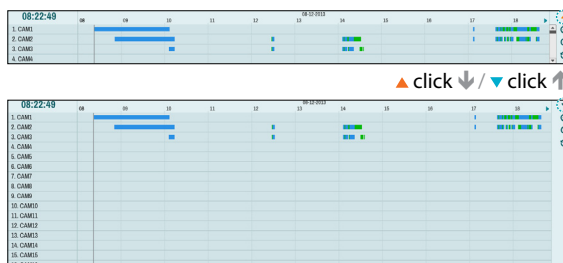 08:22:49
08-12-2013
08 09 10 11 12 13 14 15 16 17 18
1. CAM1
2. CAM2
3. CAM3
4. CAM4
click / click
08:22:49
08-12-2013
08 09 10 11 12 13 14 15 16 17 18
1. CAM1
2. CAM2
3. CAM3
4. CAM4
5. CAM5
6. CAM6
7. CAM7
8. CAM8
9. CAM9
10. CAM10
11. CAM11
12. CAM12
13. CAM13
14. CAM14
15. CAM15